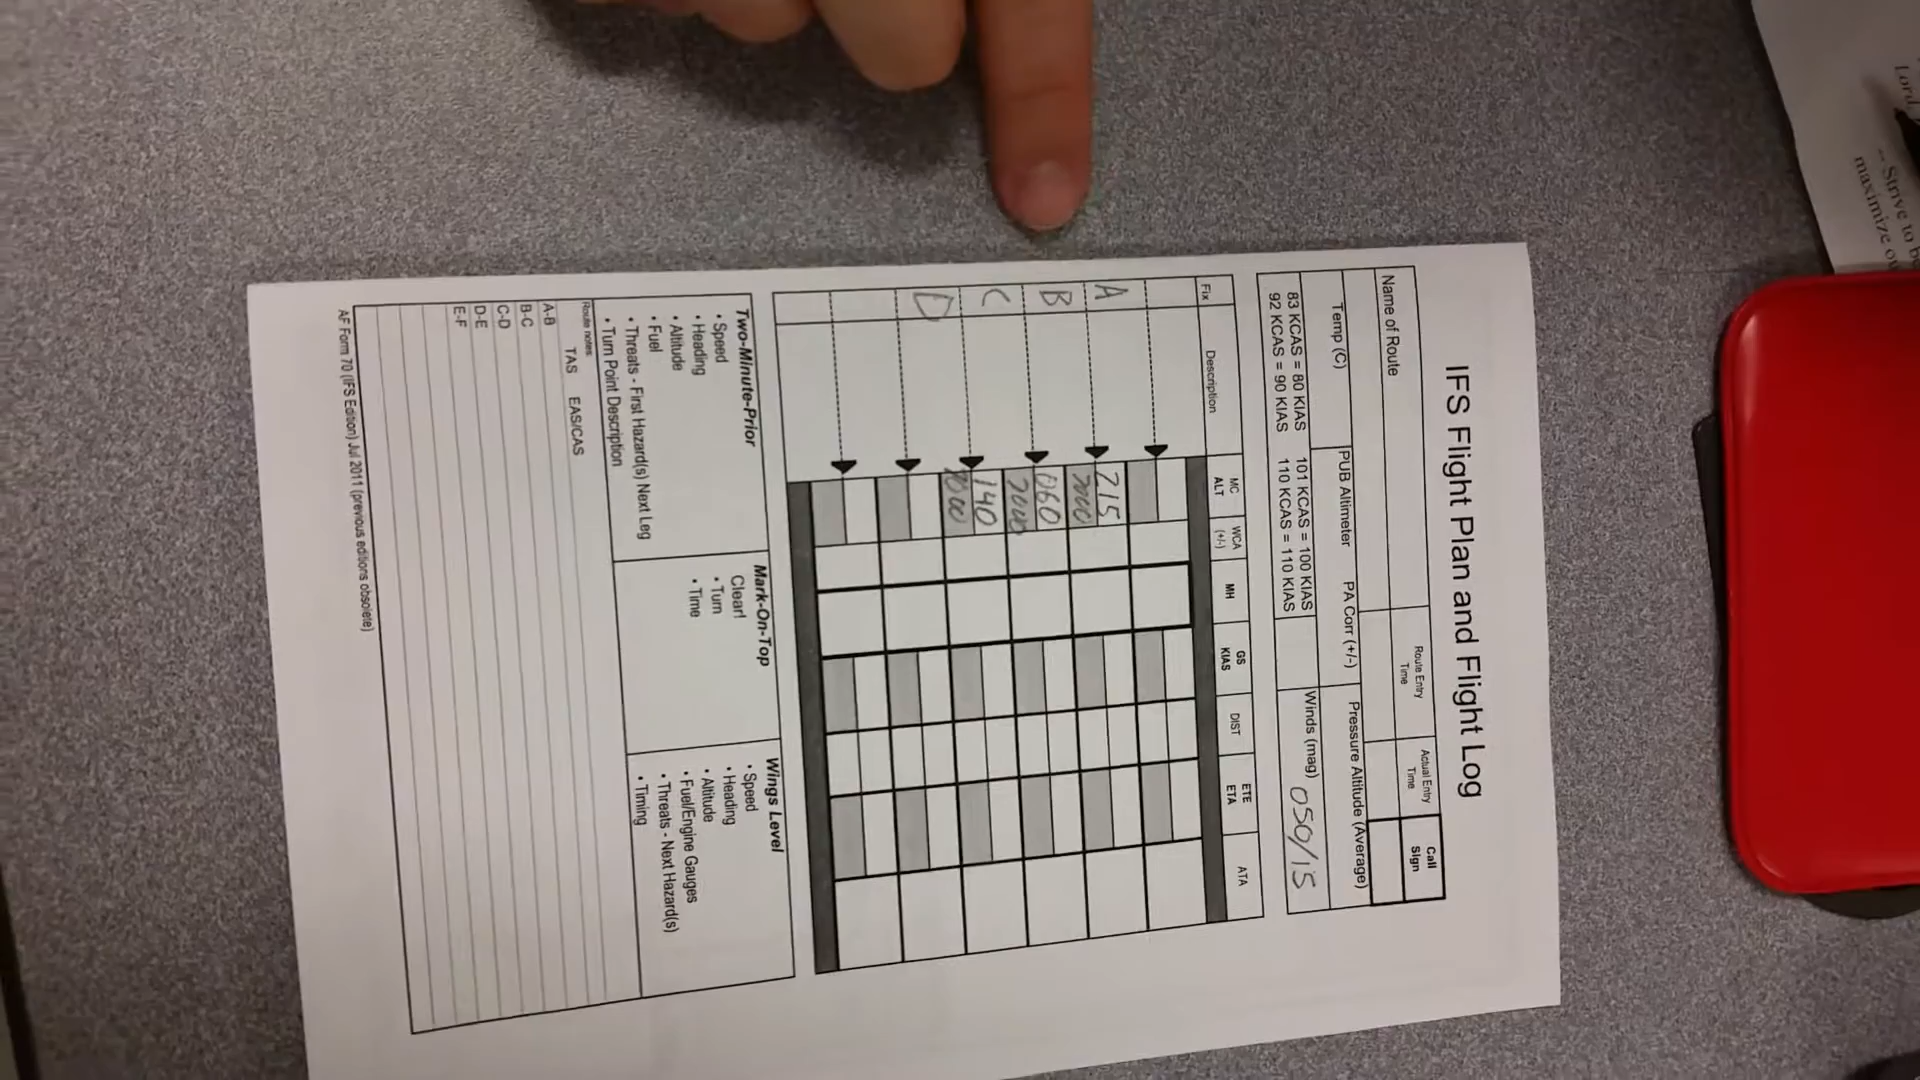 IFS Flight Plan and Flight Log
Name of Route
Route Entry Time
Actual Entry Time
Call Sign
Temp (C)
PUB Altimeter
PA Corr (+/-)
Pressure Altitude (Average)
83 KCAS = 80 KIAS 101 KCAS = 100 KIAS
92 KCAS = 90 KIAS 110 KCAS = 110 KIAS
Winds (mag) 050/15
Fix Description MC ALT WCA (+/-) MH GS KIAS DIST ETE ETA ATA
A
215
7000
B
060
7000
C
140
D
Two-Minute-Prior
• Speed
• Heading
• Altitude
• Fuel
• Threats - First Hazard(s) Next Leg
• Turn Point Description
Mark-On-Top
Clear!
• Turn
• Time
Wings Level
• Speed
• Heading
• Altitude
• Fuel/Engine Gauges
• Threats - Next Hazard(s)
• Timing
Route notes:
TAS EAS/CAS
A-B
B-C
C-D
D-E
E-F
AF Form 70 (IFS Edition) Jul 2011 (previous editions obsolete)
Lord,
-- Strive to
maximize